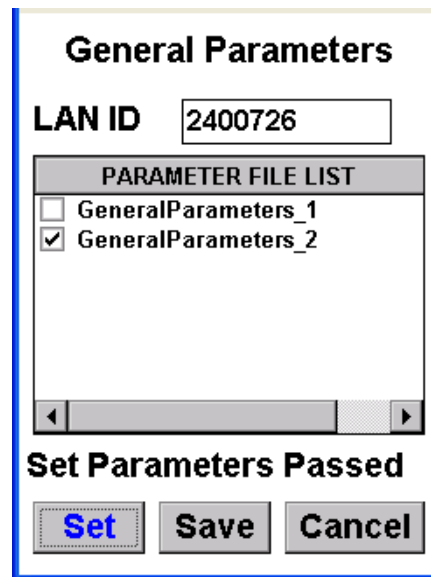 General Parameters
LAN ID 2400726
PARAMETER FILE LIST
GeneralParameters_1
GeneralParameters_2
Set Parameters Passed
Set Save Cancel